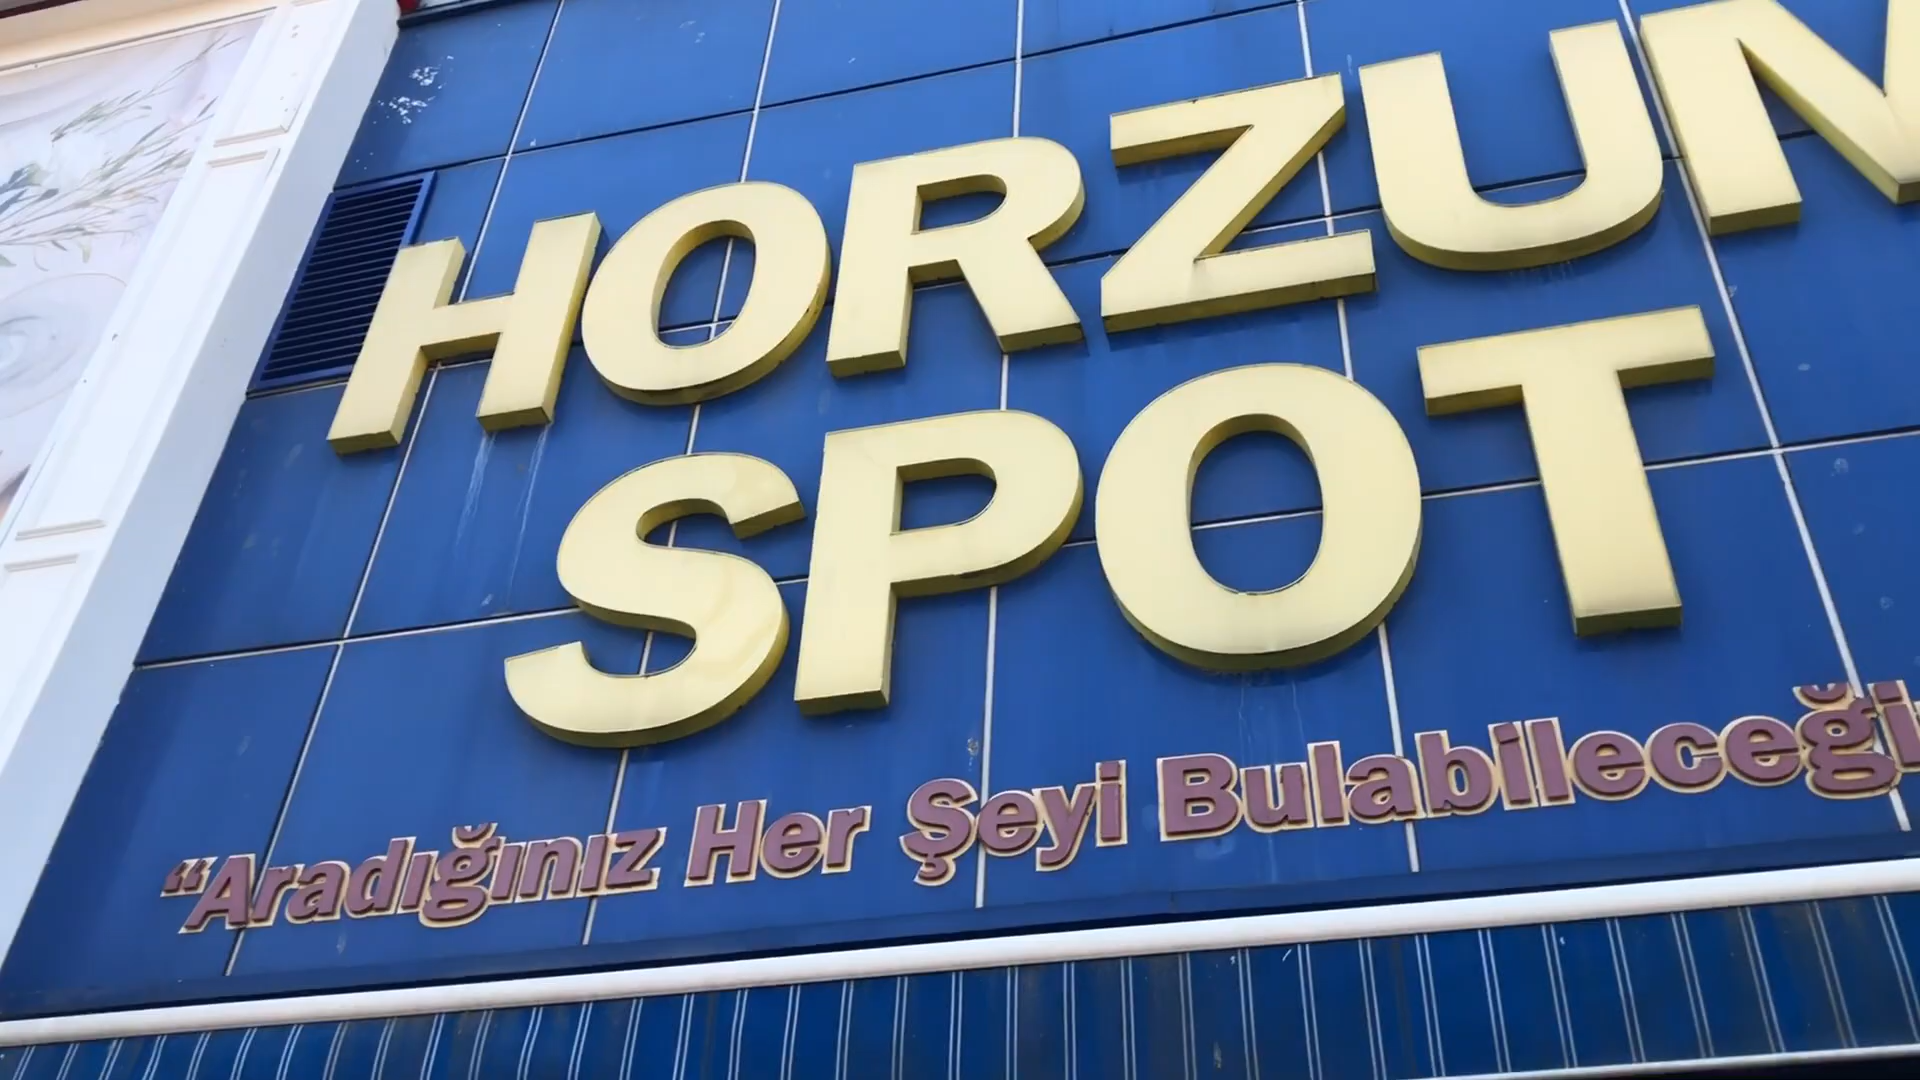 HORZUM
SPOT
“Aradığınız Her Şeyi Bulabileceği